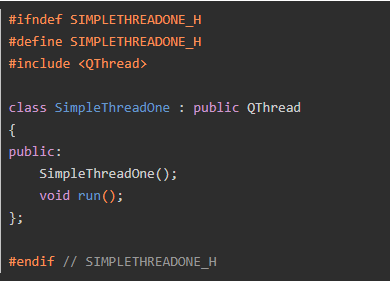 #ifndef SIMPLETHREADONE_H
#define SIMPLETHREADONE_H
#include <QThread>
class SimpleThreadOne : public QThread
{
public:
    SimpleThreadOne();
    void run();
};
#endif // SIMPLETHREADONE_H